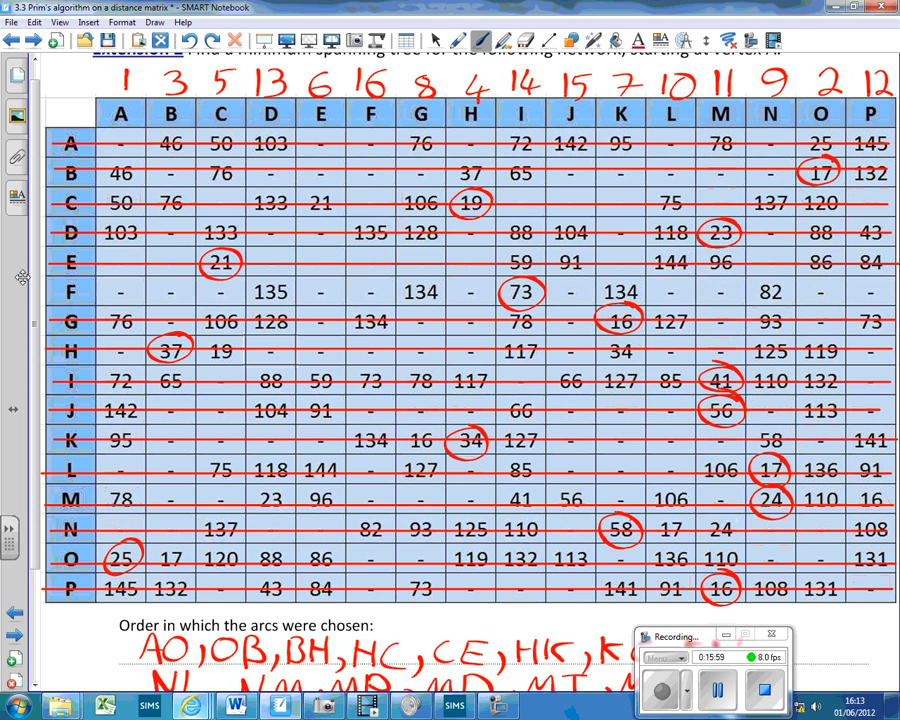 3.3 Prim's algorithm on a distance matrix * - SMART Notebook
File Edit View Insert Format Draw Window Help
1 3 5 13 6 16 8 4 14 15 7 10 11 9 2 12
A B C D E F G H I J K L M N O P
A - 46 50 103 - - 76 - 72 142 95 - 78 - 25 145
B 46 - 76 - - - - 37 65 - - - - - 17 132
C 50 76 - 133 21 - 106 19 - - - 75 - 137 120 -
D 103 - 133 - - 135 128 - 88 104 - 118 23 - 88 43
E - - 21 - - - - - 59 91 - 144 96 - 86 84
F - - - 135 - - 134 - 73 - 134 - - 82 - -
G 76 - 106 128 - 134 - - 78 - 16 127 - 93 - 73
H - 37 19 - - - - - 117 - 34 - - 125 119 -
I 72 65 - 88 59 73 78 117 - 66 127 85 41 110 132 -
J 142 - - 104 91 - - - 66 - - - 56 - 113 -
K 95 - - - - 134 16 34 127 - - - - 58 - 141
L - - 75 118 144 - 127 - 85 - - - 106 17 136 91
M 78 - - 23 96 - - - 41 56 - 106 - 24 110 16
N - - 137 - - 82 93 125 110 - 58 17 24 - - 108
O 25 17 120 88 86 - - 119 132 113 - 136 110 - - 131
P 145 132 - 43 84 - 73 - - - 141 91 16 108 131 -
Order in which the arcs were chosen:
AO, OB, BH, HC, CE, HK, K
Recording...
Menu
0:15:59 8.0 fps
SIMS SIMS
16:13
01/06/2012